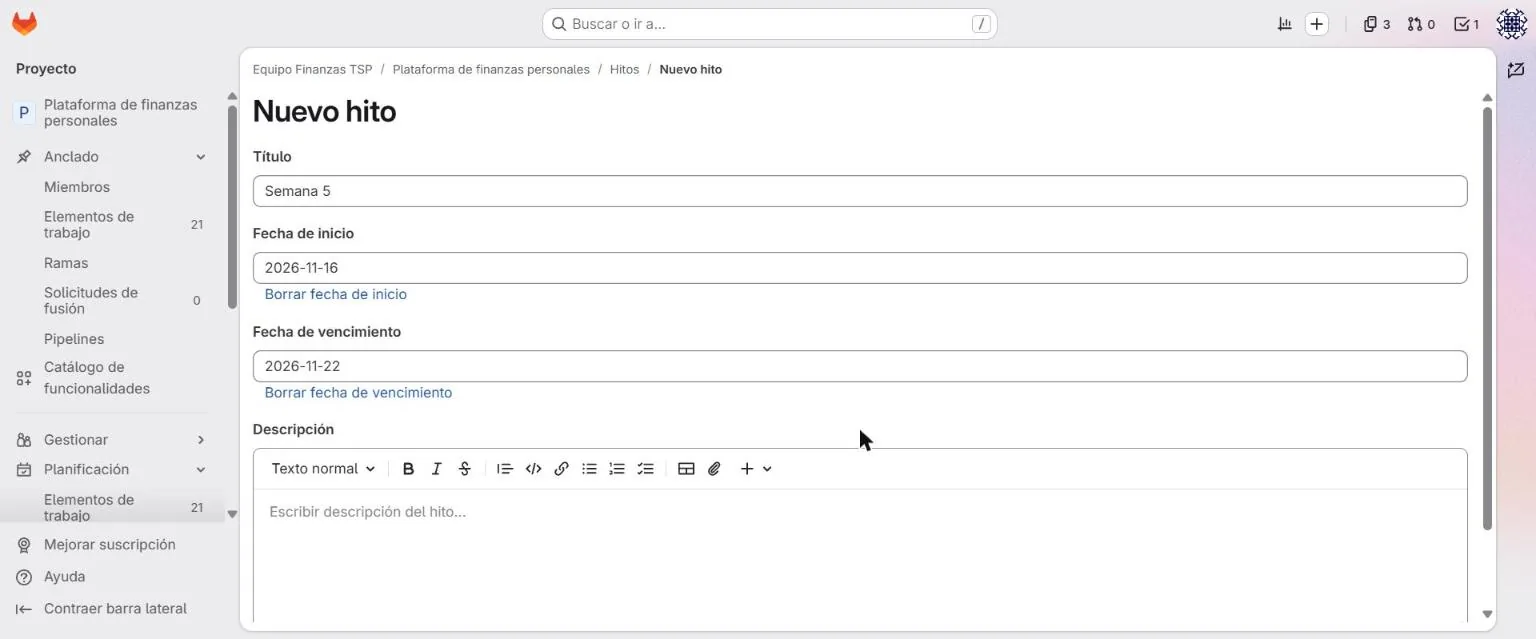 Buscar o ir a...
/
3
0
1
Proyecto
P
Plataforma de finanzas
personales
Anclado
Miembros
Elementos de
trabajo
21
Ramas
Solicitudes de
fusión
0
Pipelines
Catálogo de
funcionalidades
Gestionar
Planificación
Elementos de
trabajo
21
Mejorar suscripción
Ayuda
Contraer barra lateral
Equipo Finanzas TSP / Plataforma de finanzas personales / Hitos / Nuevo hito
Nuevo hito
Título
Semana 5
Fecha de inicio
2026-11-16
Borrar fecha de inicio
Fecha de vencimiento
2026-11-22
Borrar fecha de vencimiento
Descripción
Texto normal
Escribir descripción del hito...